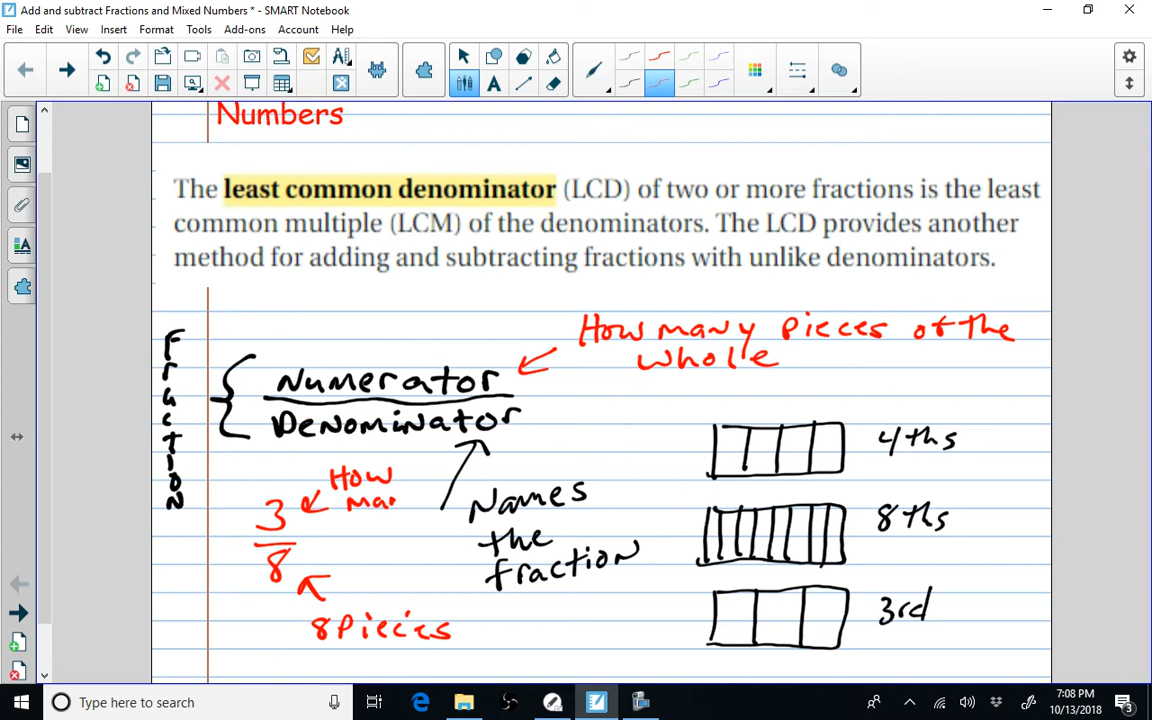 Add and subtract Fractions and Mixed Numbers * - SMART Notebook
File Edit View Insert Format Tools Add-ons Account Help
Numbers
The least common denominator (LCD) of two or more fractions is the least
common multiple (LCM) of the denominators. The LCD provides another
method for adding and subtracting fractions with unlike denominators.
How many pieces of the
whole
Fraction
Numerator
Denominator
4ths
How
man
3
8
Names
the
fraction
8ths
8 pieces
3rd
Type here to search
7:08 PM
10/13/2018
3